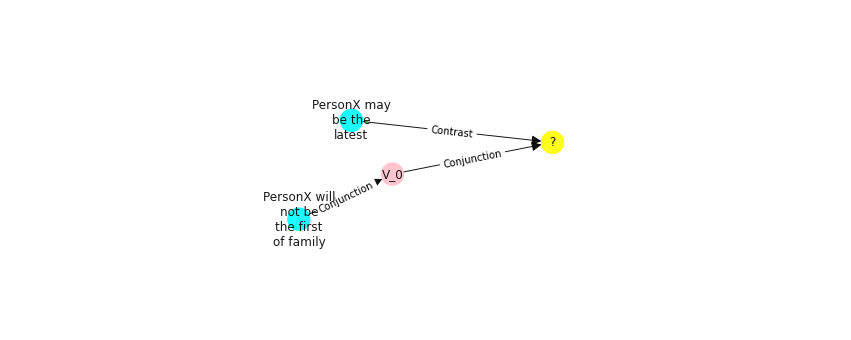 PersonX may
be the
latest
Contrast
?
Conjunction
V_0
Conjunction
PersonX will
not be
the first
of family